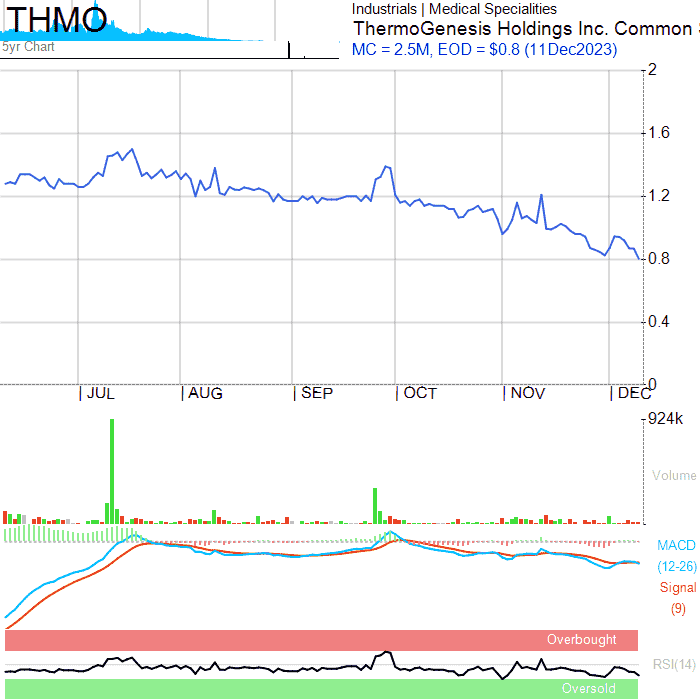 THMO
5yr Chart
Industrials | Medical Specialities
ThermoGenesis Holdings Inc. Common
MC = 2.5M, EOD = $0.8 (11Dec2023)
2
1.6
1.2
0.8
0.4
0
| JUL | AUG | SEP | OCT | NOV | DEC
924k
Volume
MACD
(12-26)
Signal
(9)
Overbought
RSI(14)
Oversold